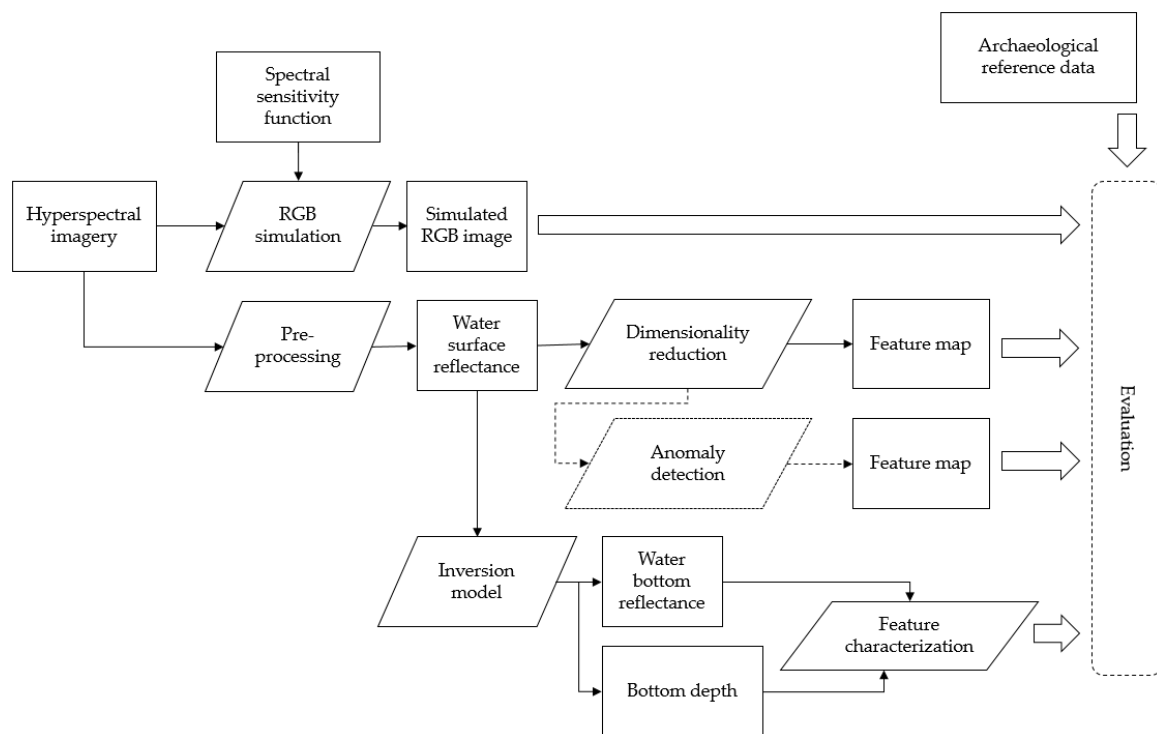 Archaeological
reference data
Spectral
sensitivity
function
Hyperspectral
imagery
RGB
simulation
Simulated
RGB image
Pre-
processing
Water
surface
reflectance
Dimensionality
reduction
Feature map
Anomaly
detection
Feature map
Evaluation
Inversion
model
Water
bottom
reflectance
Feature
characterization
Bottom depth